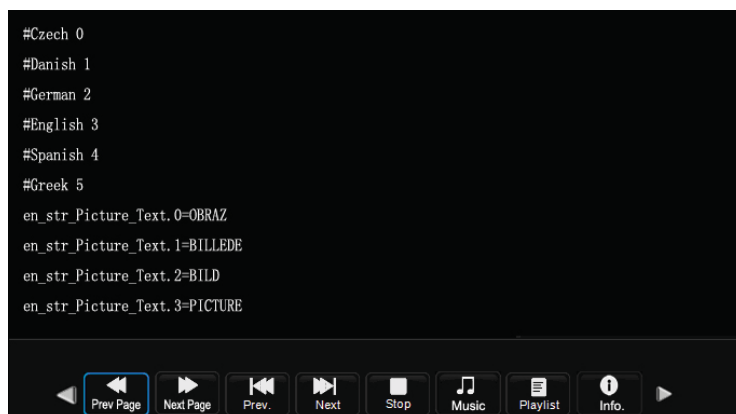 #Czech 0
#Danish 1
#German 2
#English 3
#Spanish 4
#Greek 5
en_str_Picture_Text.0=OBRAZ
en_str_Picture_Text.1=BILLEDE
en_str_Picture_Text.2=BILD
en_str_Picture_Text.3=PICTURE
Prev Page Next Page Prev. Next Stop Music Playlist Info.